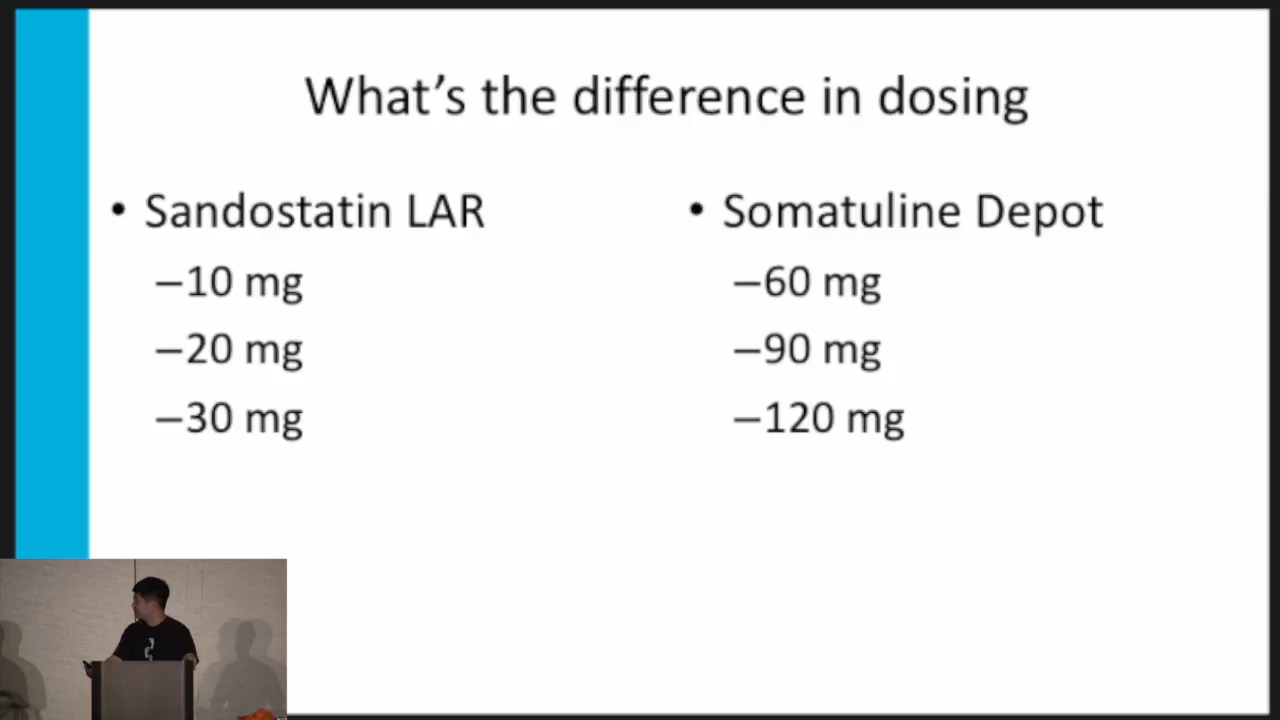 What's the difference in dosing
• Sandostatin LAR
–10 mg
–20 mg
–30 mg
• Somatuline Depot
–60 mg
–90 mg
–120 mg